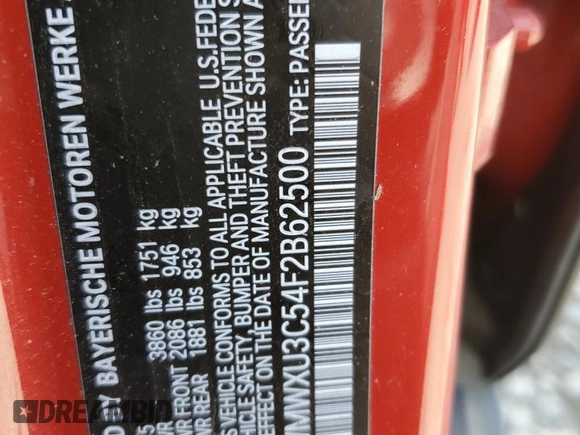 BY BAYERISCHE MOTOREN WERKE
3860 lbs 1751 kg
FRONT 2086 lbs 946 kg
REAR 1881 lbs 853 kg
VEHICLE CONFORMS TO ALL APPLICABLE U.S.FEDE
SAFETY, BUMPER AND THEFT PREVENTION S
EFFECT ON THE DATE OF MANUFACTURE SHOWN A
WMWXU3C54F2B62500 TYPE: PASSE
DREAMBID